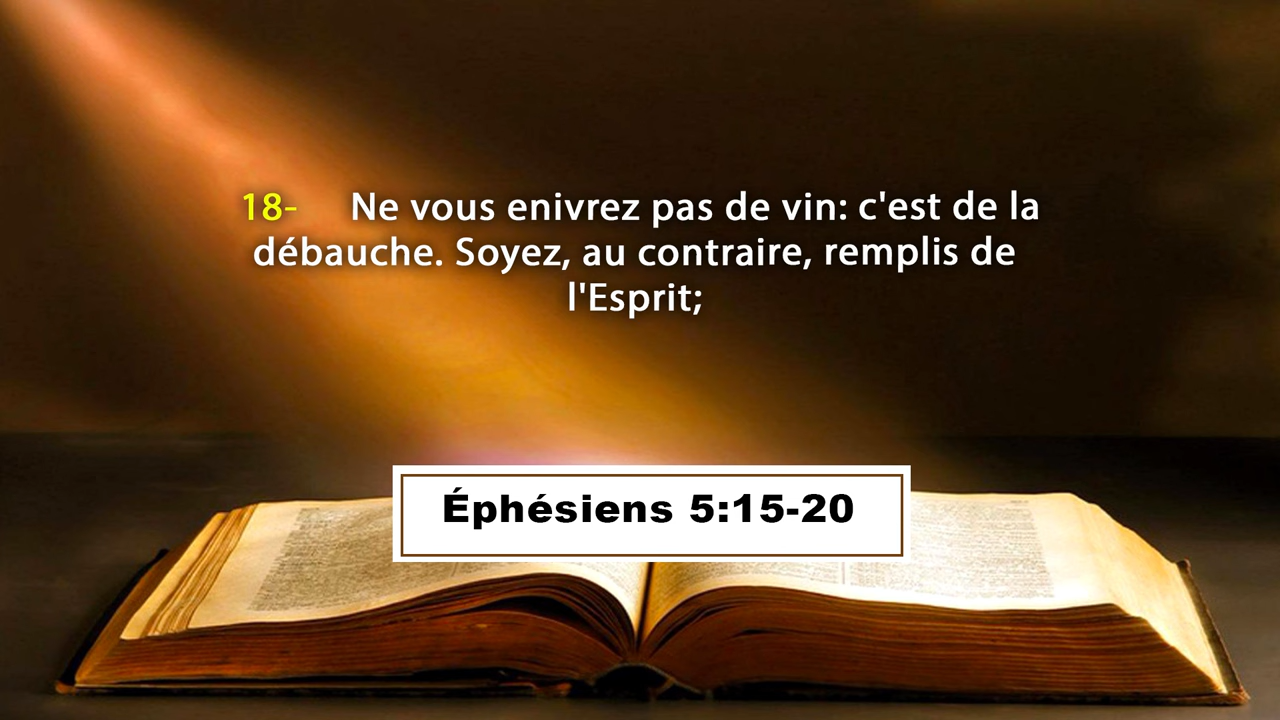 18- Ne vous enivrez pas de vin: c'est de la
débauche. Soyez, au contraire, remplis de
l'Esprit;
Éphésiens 5:15-20